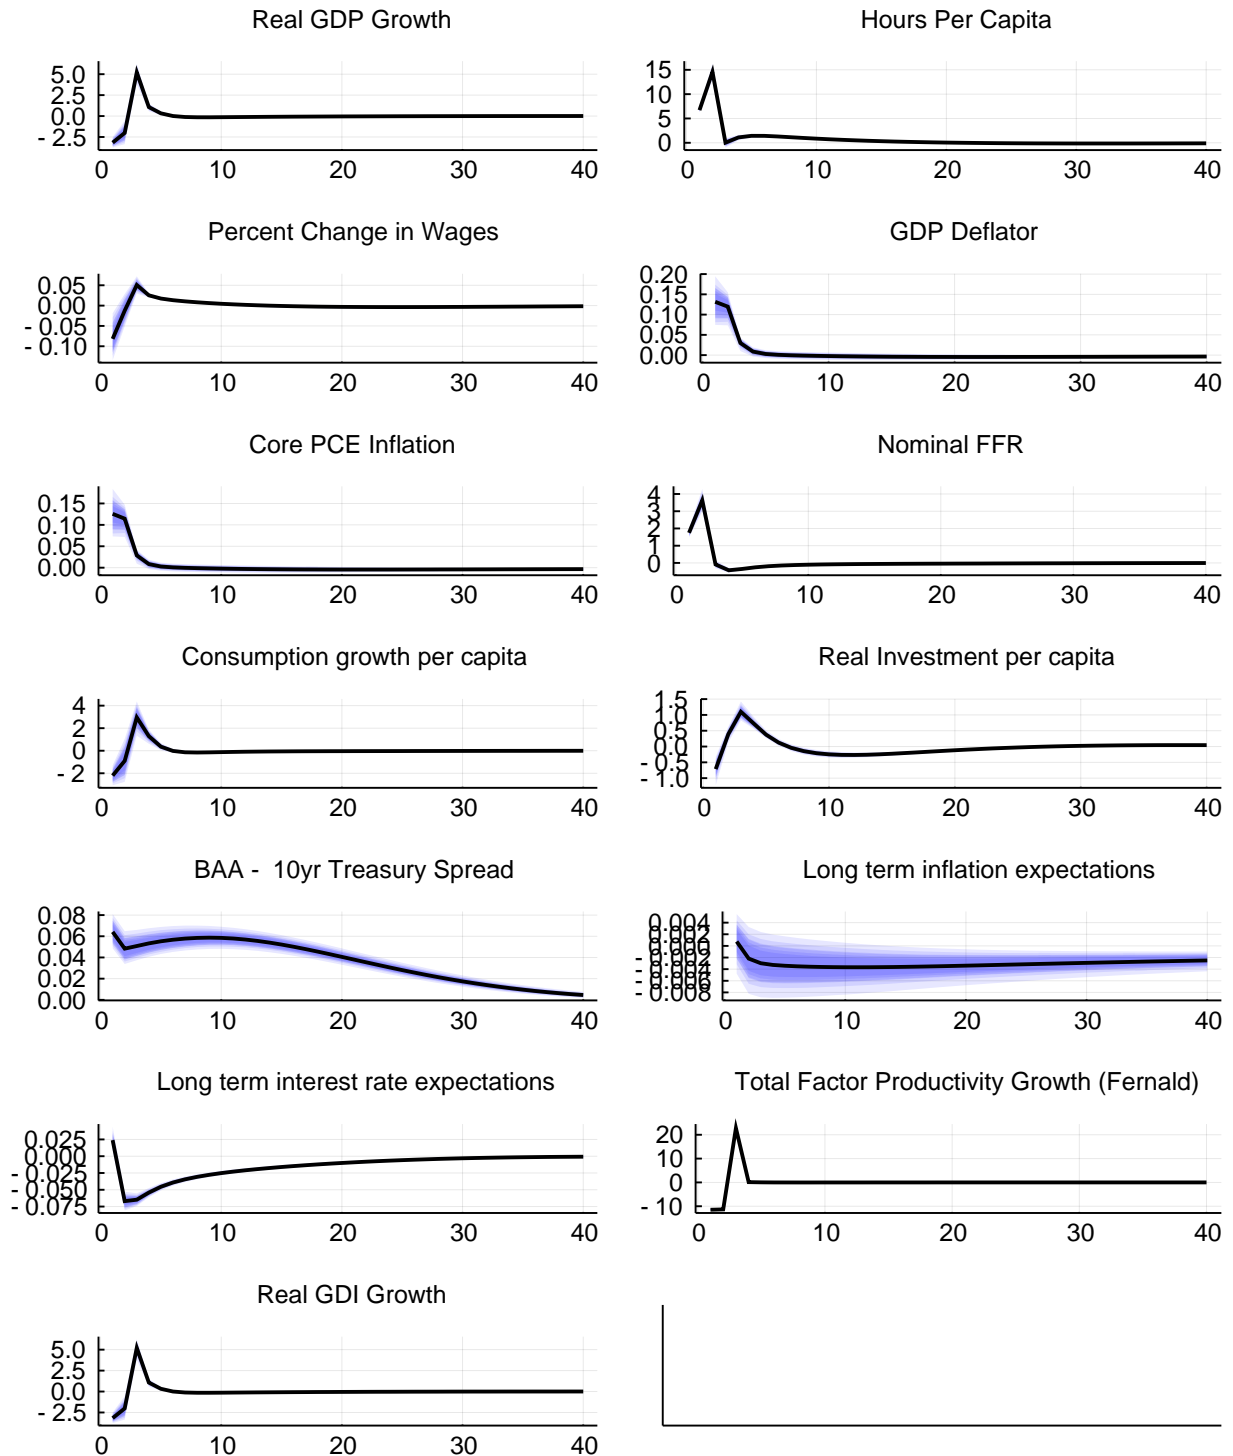 Real GDP Growth
5.0
2.5
0.0
- 2.5
0 10 20 30 40
Hours Per Capita
15
10
5
0
0 10 20 30 40
Percent Change in Wages
0.05
0.00
- 0.05
- 0.10
0 10 20 30 40
GDP Deflator
0.20
0.15
0.10
0.05
0.00
0 10 20 30 40
Core PCE Inflation
0.15
0.10
0.05
0.00
0 10 20 30 40
Nominal FFR
4
3
2
1
0
0 10 20 30 40
Consumption growth per capita
4
2
0
- 2
0 10 20 30 40
Real Investment per capita
1.5
1.0
0.5
0.0
- 0.5
- 1.0
0 10 20 30 40
BAA -  10yr Treasury Spread
0.08
0.06
0.04
0.02
0.00
0 10 20 30 40
Long term inflation expectations
0.004
0.002
0.000
- 0.002
- 0.004
- 0.006
- 0.008
0 10 20 30 40
Long term interest rate expectations
0.025
0.000
- 0.025
- 0.050
- 0.075
0 10 20 30 40
Total Factor Productivity Growth (Fernald)
20
10
0
- 10
0 10 20 30 40
Real GDI Growth
5.0
2.5
0.0
- 2.5
0 10 20 30 40